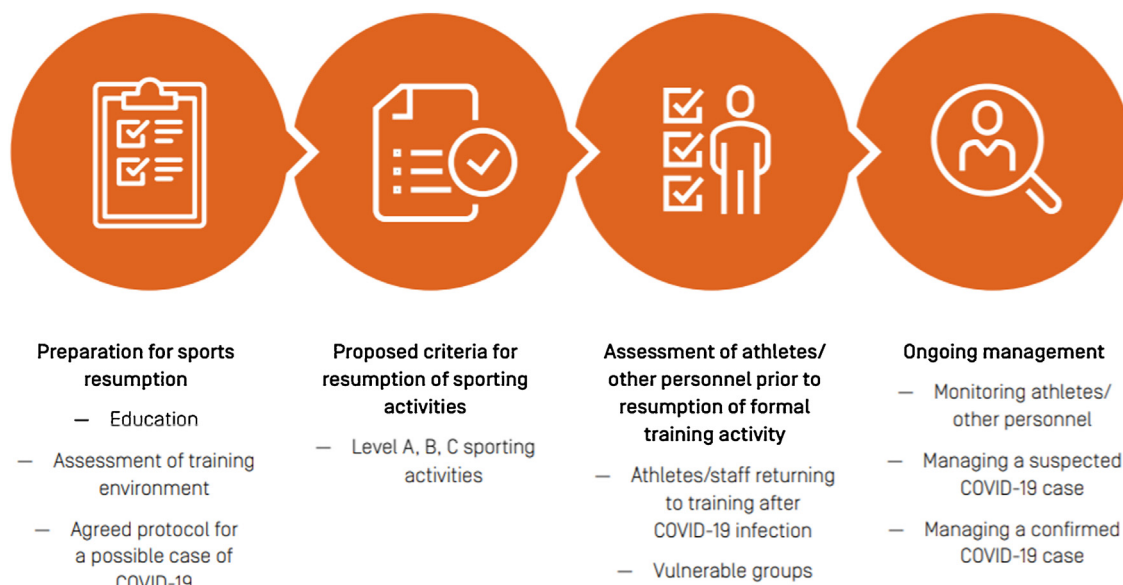 Preparation for sports
resumption
— Education
— Assessment of training
environment
— Agreed protocol for
a possible case of
COVID-19
Proposed criteria for
resumption of sporting
activities
— Level A, B, C sporting
activities
Assessment of athletes/
other personnel prior to
resumption of formal
training activity
— Athletes/staff returning
to training after
COVID-19 infection
— Vulnerable groups
Ongoing management
— Monitoring athletes/
other personnel
— Managing a suspected
COVID-19 case
— Managing a confirmed
COVID-19 case